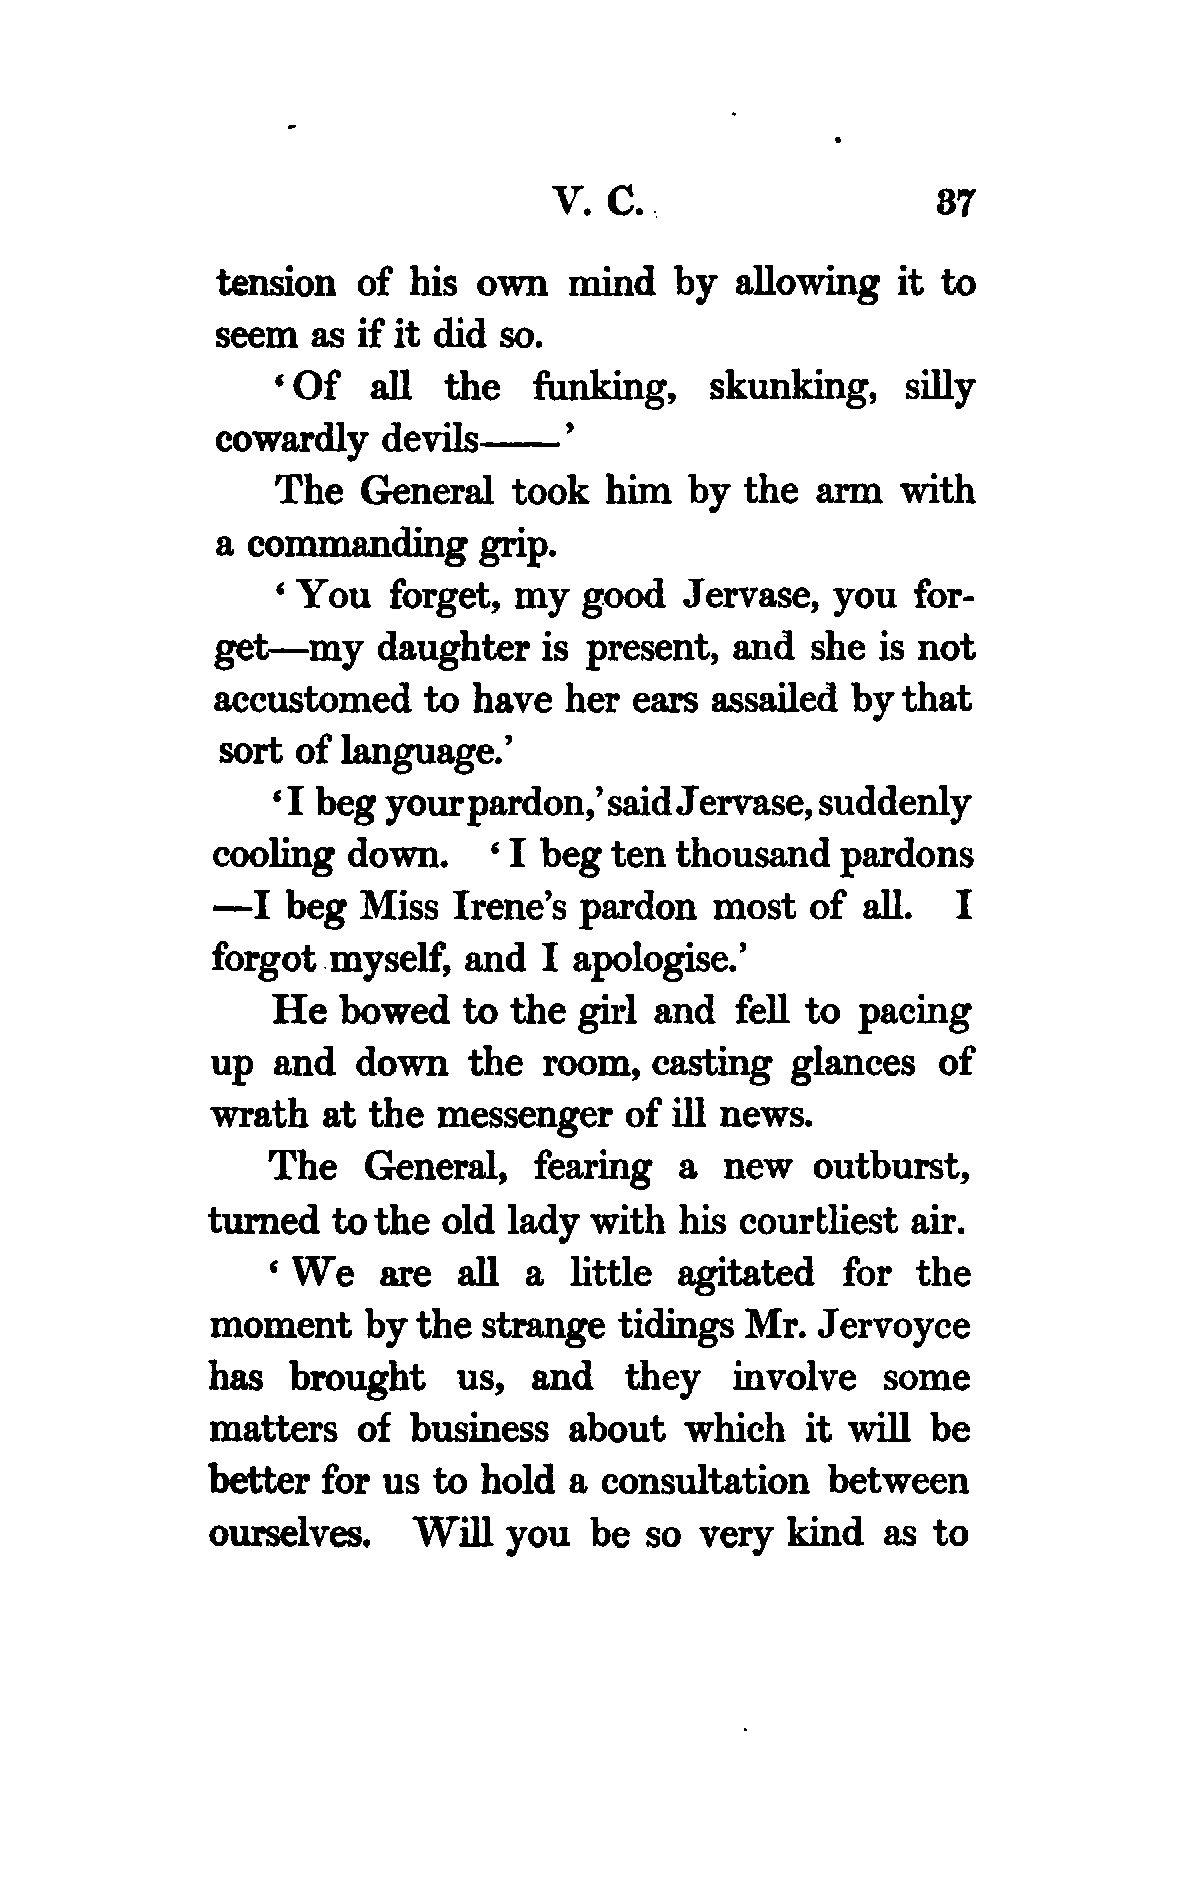 V. C. 37
tension of his own mind by allowing it to
seem as if it did so.
‘Of all the funking, skunking, silly
cowardly devils——’
The General took him by the arm with
a commanding grip.
‘You forget, my good Jervase, you for-
get—my daughter is present, and she is not
accustomed to have her ears assailed by that
sort of language.’
‘I beg your pardon,’ said Jervase, suddenly
cooling down. ‘I beg ten thousand pardons
—I beg Miss Irene’s pardon most of all. I
forgot myself, and I apologise.’
He bowed to the girl and fell to pacing
up and down the room, casting glances of
wrath at the messenger of ill news.
The General, fearing a new outburst,
turned to the old lady with his courtliest air.
‘We are all a little agitated for the
moment by the strange tidings Mr. Jervoyce
has brought us, and they involve some
matters of business about which it will be
better for us to hold a consultation between
ourselves. Will you be so very kind as to